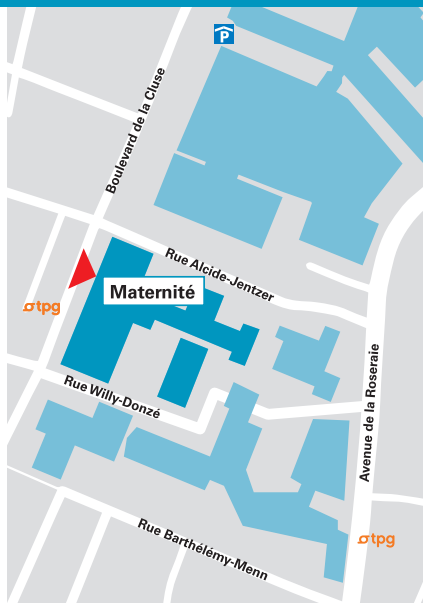 P
Boulevard de la Cluse
Rue Alcide-Jentzer
Maternité
tpg
Rue Willy-Donzé
Avenue de la Roseraie
tpg
Rue Barthélémy-Menn